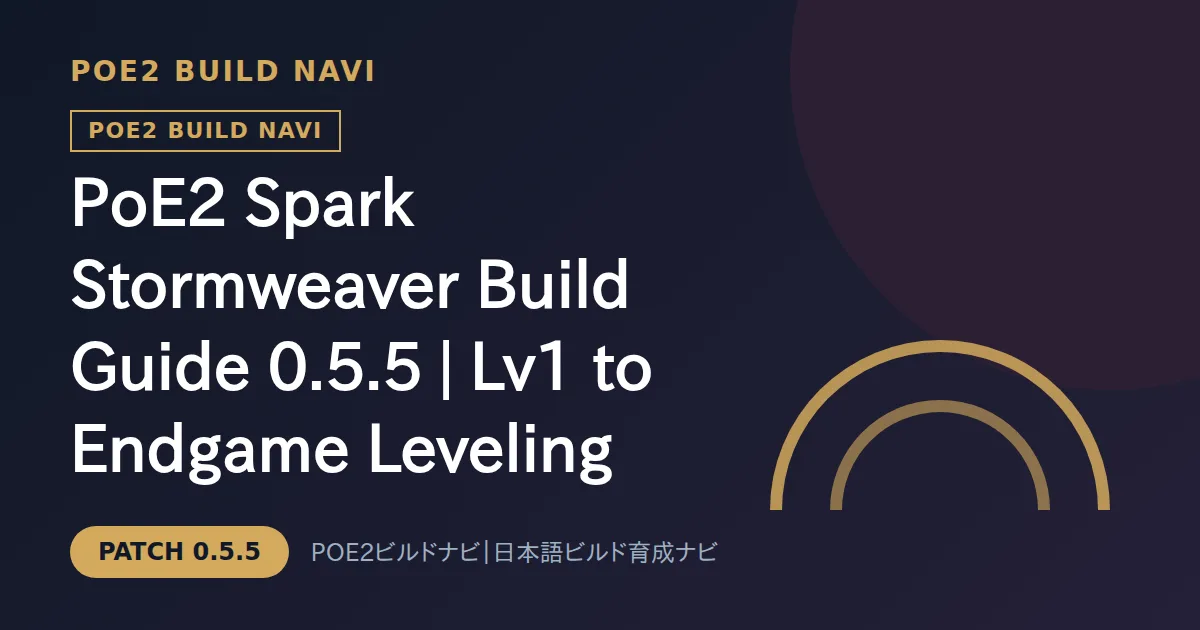 POE2 BUILD NAVI
POE2 BUILD NAVI
PoE2 Spark
Stormweaver Build
Guide 0.5.5 | Lv1 to
Endgame Leveling
PATCH 0.5.5
POE2ビルドナビ|日本語ビルド育成ナビ